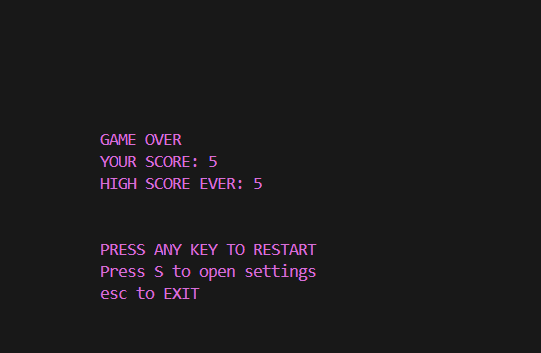 GAME OVER
YOUR SCORE: 5
HIGH SCORE EVER: 5
PRESS ANY KEY TO RESTART
Press S to open settings
esc to EXIT